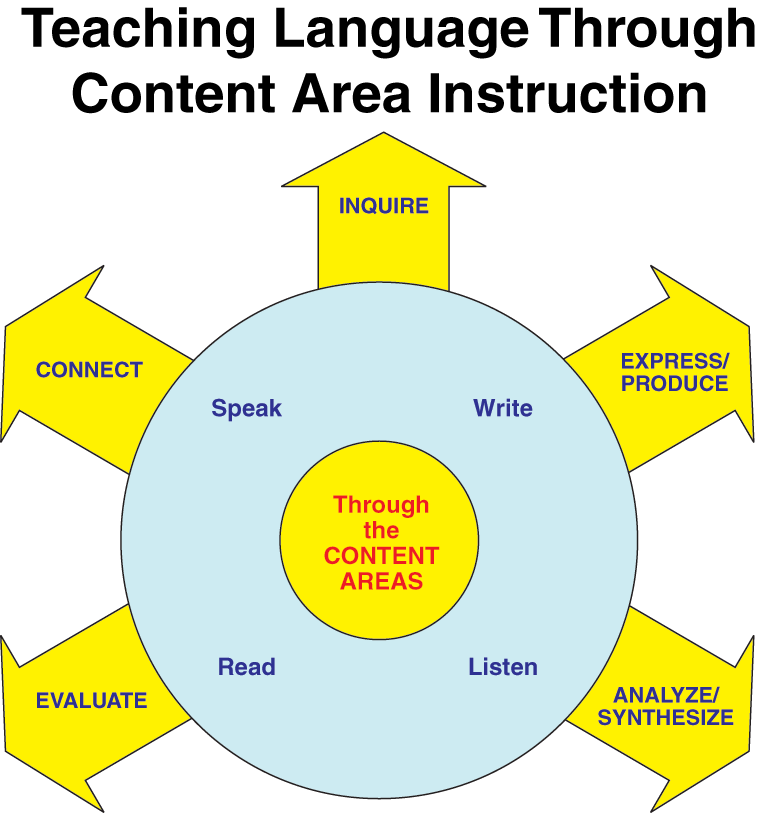 Teaching Language Through
Content Area Instruction
INQUIRE
CONNECT
EXPRESS/
PRODUCE
Speak
Write
Through
the
CONTENT
AREAS
Read
Listen
EVALUATE
ANALYZE/
SYNTHESIZE